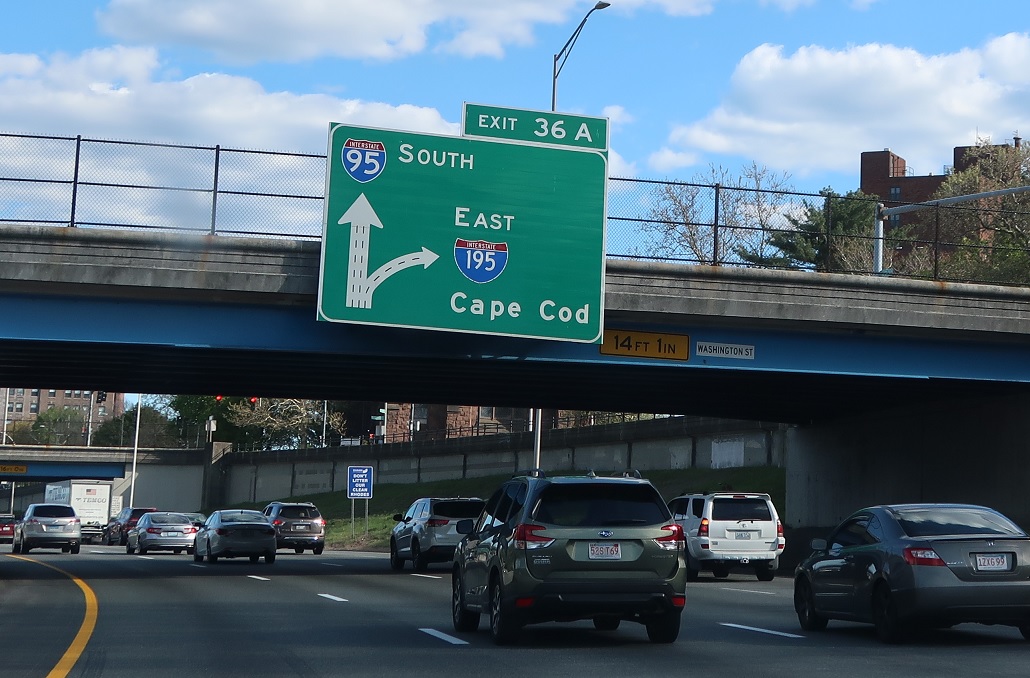 EXIT 36 A
INTERSTATE
95
SOUTH
EAST
INTERSTATE
195
CAPE COD
14 FT 1 IN
WASHINGTON ST
DON'T
LITTER
OUR
CLEAN
RHODES